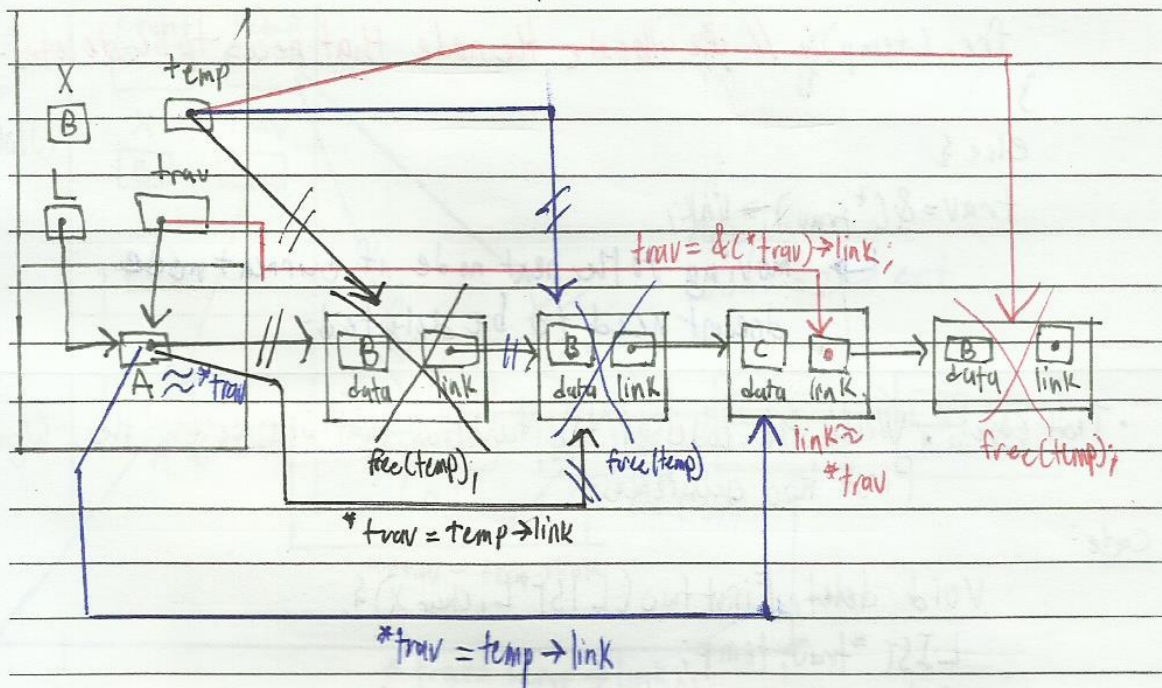 temp
X
B
trav
L
trav = &(*trav)→link;
A ≈ *trav
B
data
link
B
data
link
C
data
link
link ≈
*trav
B
data
link
free(temp);
free(temp)
free(temp);
*trav = temp→link
*trav = temp→link